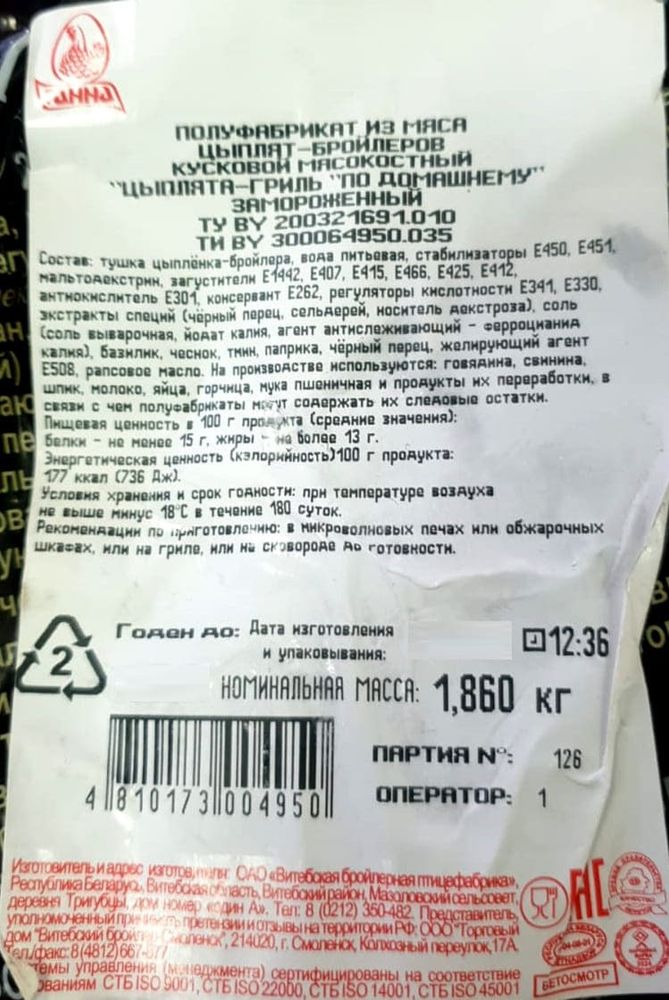 ГАННА
ПОЛУФАБРИКАТ ИЗ МЯСА
ЦЫПЛЯТ-БРОЙЛЕРОВ
КУСКОВОЙ МЯСОКОСТНЫЙ
"ЦЫПЛЯТА-ГРИЛЬ "ПО ДОМАШНЕМУ"
ЗАМОРОЖЕННЫЙ
ТУ BY 200321691.010
ТИ BY 300064950.035
Состав: тушка цыплёнка-бройлера, вода питьевая, стабилизаторы Е450, Е451,
мальтодекстрин, загустители Е1442, Е407, Е415, Е466, Е425, Е412,
антиокислитель Е301, консервант Е262, регуляторы кислотности Е341, Е330,
экстракты специй (чёрный перец, сельдерей, носитель декстроза), соль
(соль выварочная, йодат калия, агент антислеживающий - ферроцианид
калия), базилик, чеснок, тмин, паприка, чёрный перец, желирующий агент
Е508, рапсовое масло. На производстве используются: говядина, свинина,
шпик, молоко, яйца, горчица, мука пшеничная и продукты их переработки, в
связи с чем полуфабрикаты могут содержать их следовые остатки.
Пищевая ценность в 100 г продукта (средние значения):
белки - не менее 15 г, жиры - не более 13 г.
Энергетическая ценность (калорийность)100 г продукта:
177 ккал (736 Дж).
Условия хранения и срок годности: при температуре воздуха
не выше минус 18°С в течение 180 суток.
Рекомендации по приготовлению: в микроволновых печах или обжарочных
шкафах, или на гриле, или на сковороде до готовности.
2
Годен до: Дата изготовления
и упаковывания:
12:36
НОМИНАЛЬНАЯ МАССА: 1,860 кг
ПАРТИЯ №: 126
ОПЕРАТОР: 1
4 810173 004950
Изготовитель и адрес изготовителя: ОАО «Витебская бройлерная птицефабрика»,
Республика Беларусь, Витебская область, Витебский район, Мазоловский сельсовет,
деревня Тригубцы, дом номер «один А». Тел: 8 (0212) 350-482. Представитель,
уполномоченный принимать претензии и отзывы на территории РФ: ООО "Торговый
дом "Витебский бройлер Смоленск", 214020, г. Смоленск, Колхозный переулок, 17А.
Тел./факс: 8(4812) 667-677
темы управления (менеджмента) сертифицированы на соответствие
ованиям СТБ ISO 9001, СТБ ISO 22000, СТБ ISO 14001, СТБ ISO 45001
ЕАС
ВЕТОСМОТР